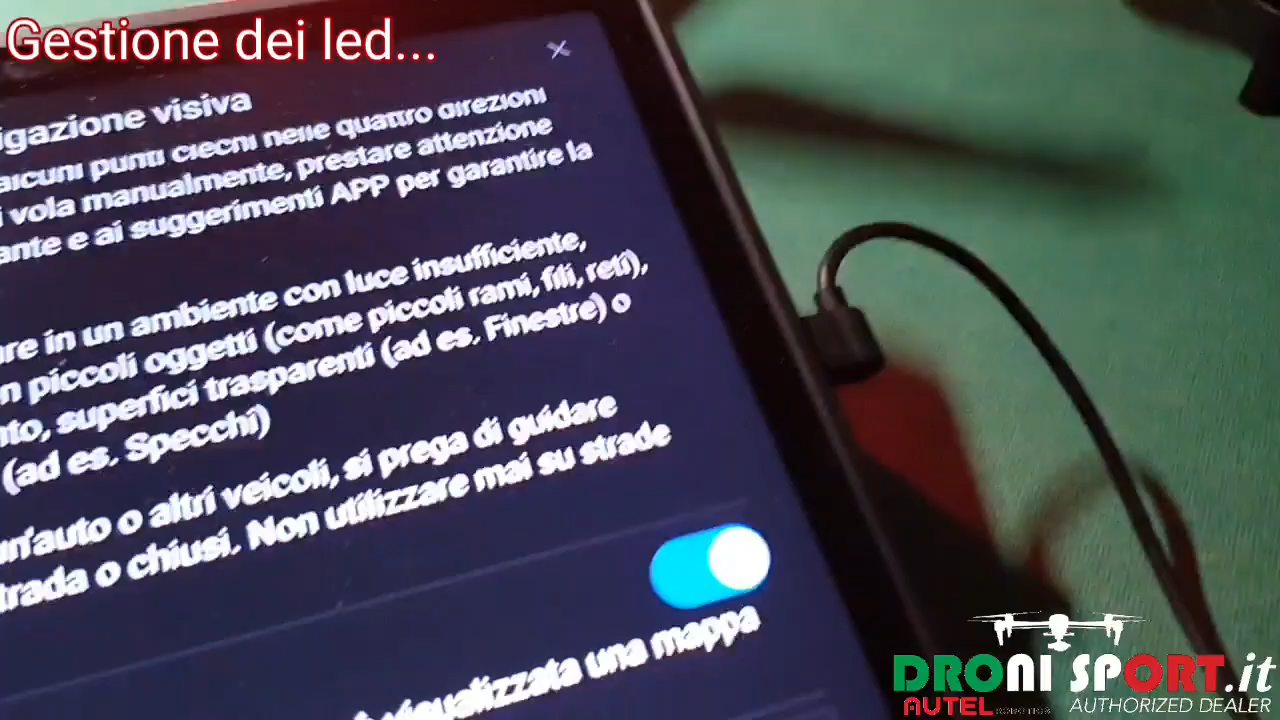 Gestione dei led...
igazione visiva
alcuni punti ciechi nelle quattro direzioni
i vola manualmente, prestare attenzione
ante e ai suggerimenti APP per garantire la
re in un ambiente con luce insufficiente,
n piccoli oggetti (come piccoli rami, fili, reti),
nto, superfici trasparenti (ad es. Finestre) o
(ad es. Specchi)
un'auto o altri veicoli, si prega di guidare
trada o chiusi. Non utilizzare mai su strade
visualizzata una mappa
DRONI SPORT.it
AUTEL ROBOTICS AUTHORIZED DEALER